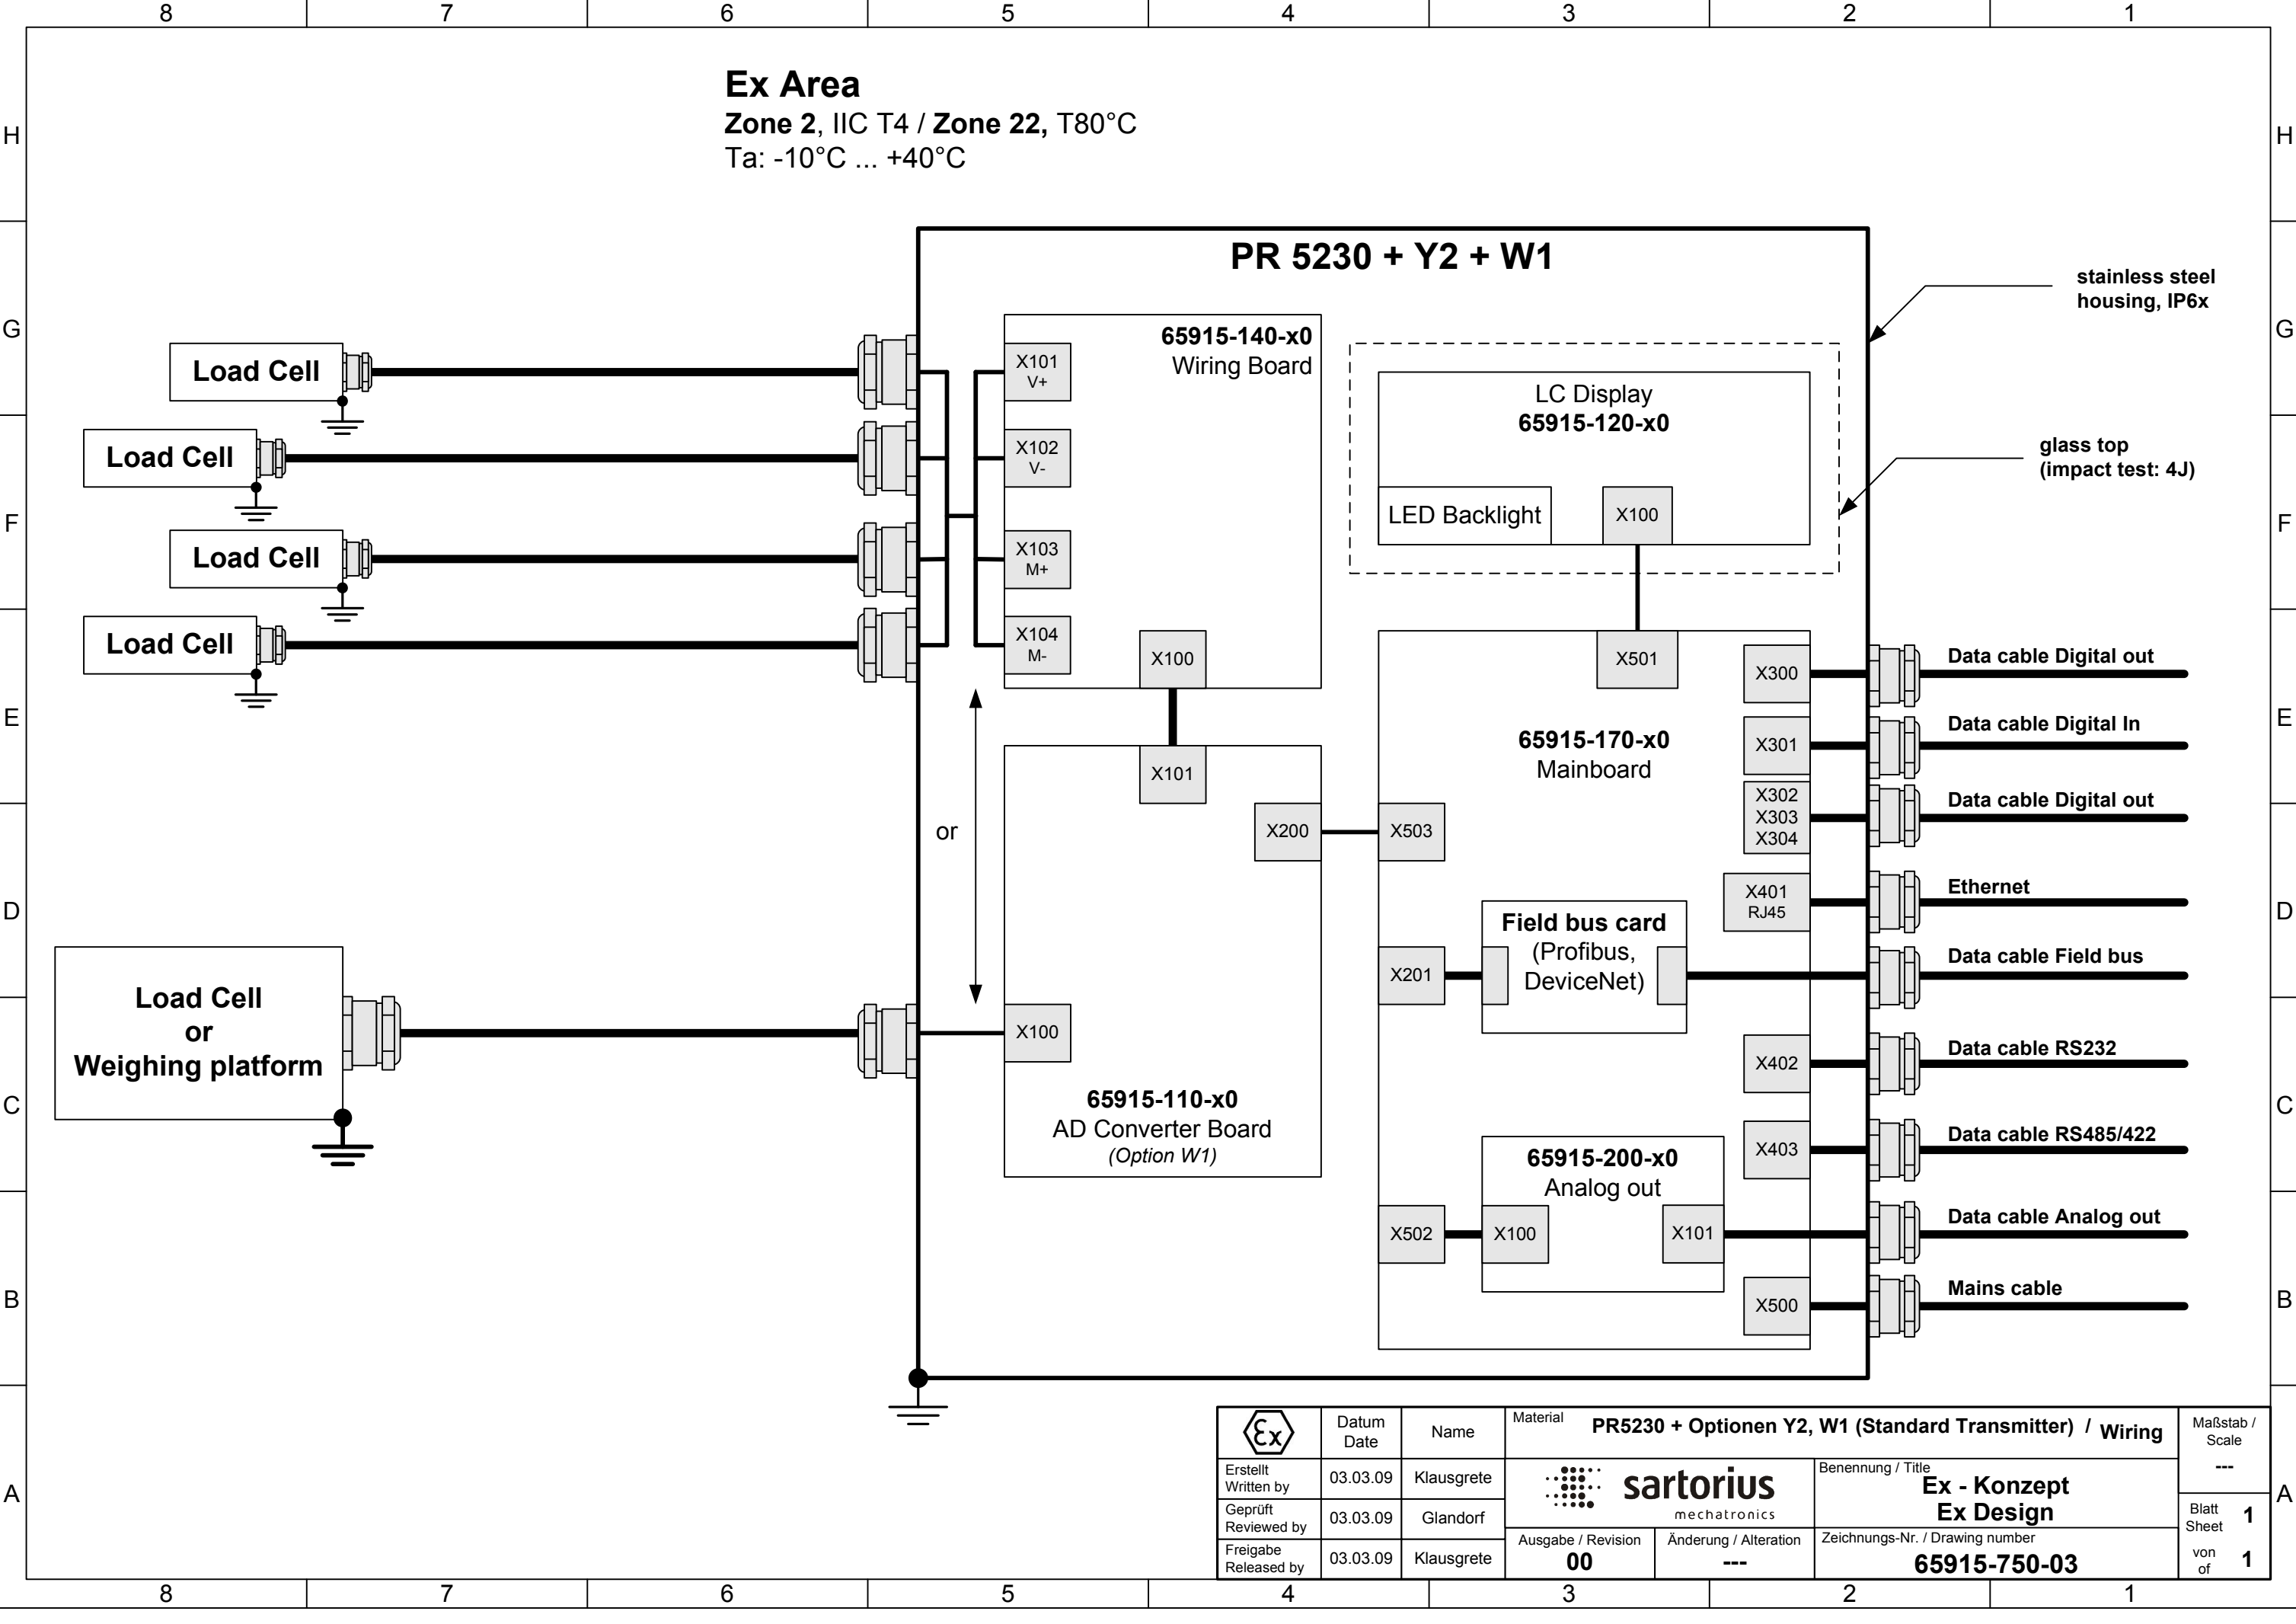 8 7 6 5 4 3 2 1
H
G
F
E
D
C
B
A
Ex Area
Zone 2, IIC T4 / Zone 22, T80°C
Ta: -10°C ... +40°C
PR 5230 + Y2 + W1
stainless steel
housing, IP6x
glass top
(impact test: 4J)
Load Cell
Load Cell
Load Cell
Load Cell
65915-140-x0
Wiring Board
X101
V+
X102
V-
X103
M+
X104
M-
X100
LC Display
65915-120-x0
LED Backlight
X100
or
X101
X200
X100
65915-110-x0
AD Converter Board
(Option W1)
Load Cell
or
Weighing platform
X501
65915-170-x0
Mainboard
X503
X201
X502
Field bus card
(Profibus,
DeviceNet)
65915-200-x0
Analog out
X100
X101
X300
Data cable Digital out
X301
Data cable Digital In
X302
X303
X304
Data cable Digital out
X401
RJ45
Ethernet
Data cable Field bus
X402
Data cable RS232
X403
Data cable RS485/422
Data cable Analog out
X500
Mains cable
H
G
F
E
D
C
B
A
Ex
Datum
Date
Name
Material
PR5230 + Optionen Y2, W1 (Standard Transmitter) / Wiring
Maßstab /
Scale
---
Erstellt
Written by
03.03.09
Klausgrete
Geprüft
Reviewed by
03.03.09
Glandorf
Freigabe
Released by
03.03.09
Klausgrete
sartorius
mechatronics
Benennung / Title
Ex - Konzept
Ex Design
Ausgabe / Revision
00
Änderung / Alteration
---
Zeichnungs-Nr. / Drawing number
65915-750-03
Blatt
Sheet
1
von
of
1
8 7 6 5 4 3 2 1